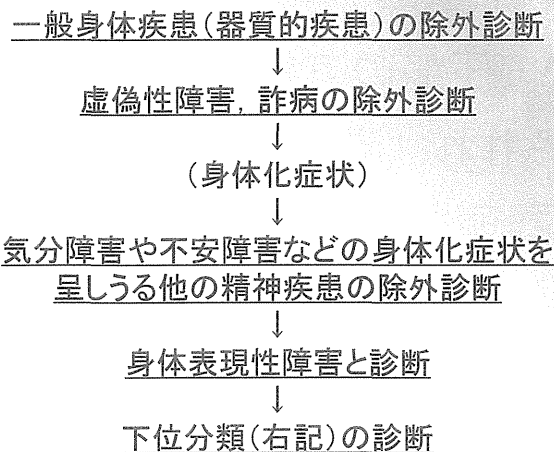 一般身体疾患(器質的疾患)の除外診断
↓
虚偽性障害, 詐病の除外診断
↓
(身体化症状)
↓
気分障害や不安障害などの身体化症状を
呈しうる他の精神疾患の除外診断
↓
身体表現性障害と診断
↓
下位分類(右記)の診断